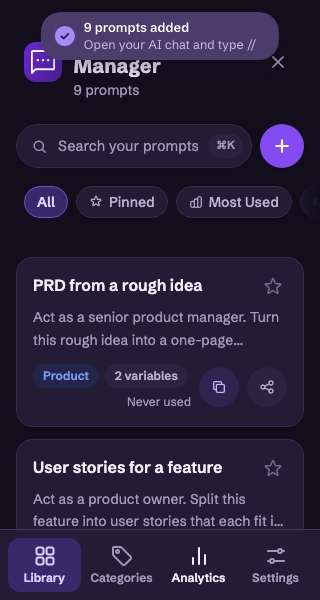 9 prompts added
Open your AI chat and type //
Manager
9 prompts
Search your prompts ⌘K
All Pinned Most Used
PRD from a rough idea
Act as a senior product manager. Turn
this rough idea into a one-page...
Product 2 variables
Never used
User stories for a feature
Act as a product owner. Split this
feature into user stories that each fit i...
Library Categories Analytics Settings